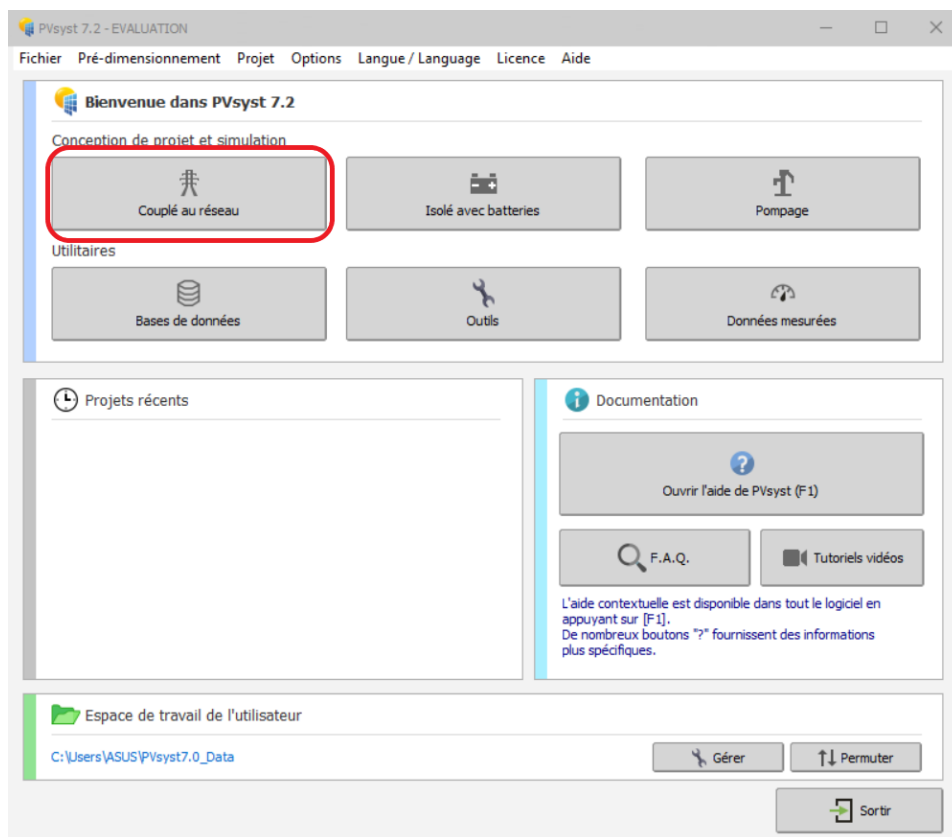 PVsyst 7.2 - EVALUATION
Fichier Pré-dimensionnement Projet Options Langue / Language Licence Aide
Bienvenue dans PVsyst 7.2
Conception de projet et simulation
Couplé au réseau
Isolé avec batteries
Pompage
Utilitaires
Bases de données
Outils
Données mesurées
Projets récents
Documentation
Ouvrir l'aide de PVsyst (F1)
F.A.Q.
Tutoriels vidéos
L'aide contextuelle est disponible dans tout le logiciel en
appuyant sur [F1].
De nombreux boutons "?" fournissent des informations
plus spécifiques.
Espace de travail de l'utilisateur
C:\Users\ASUS\PVsyst7.0_Data
Gérer
Permuter
Sortir